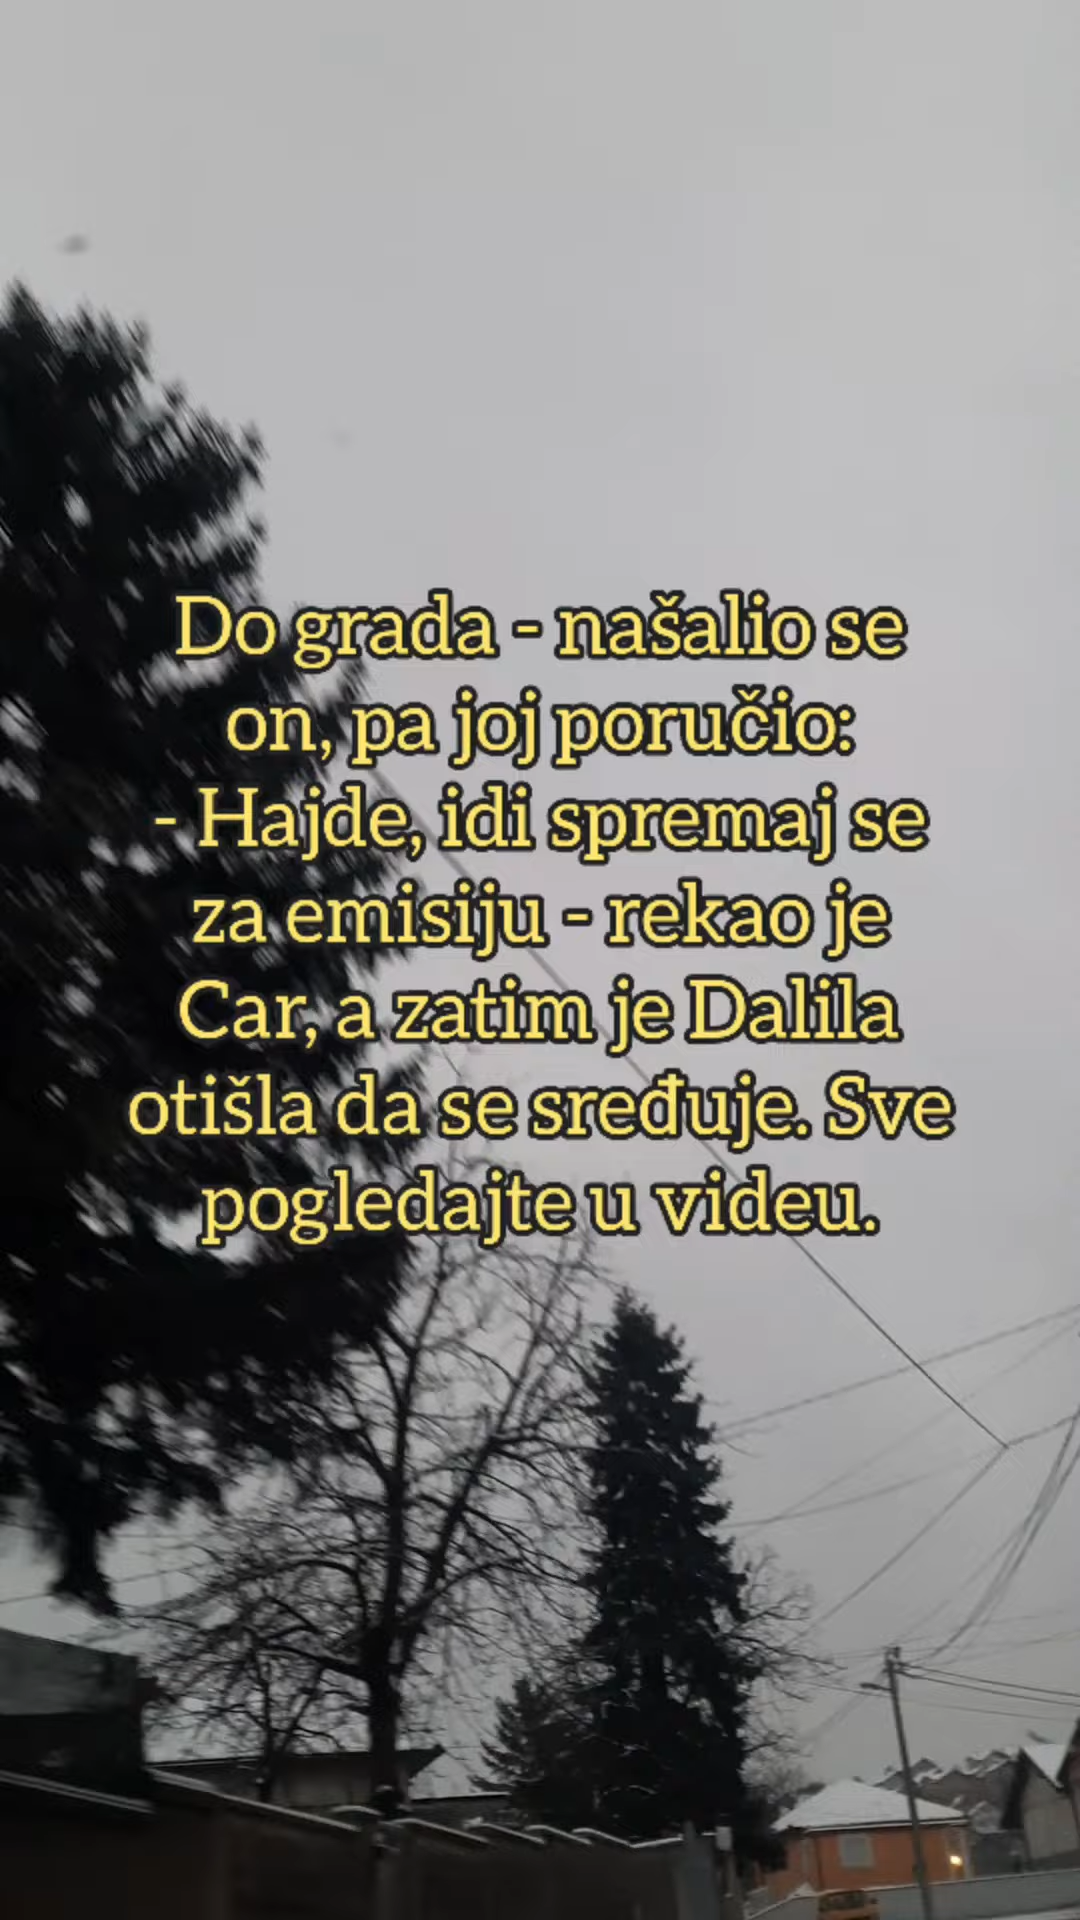 Do grada - našalio se
on, pa joj poručio:
- Hajde, idi spremaj se
za emisiju - rekao je
Car, a zatim je Dalila
otišla da se sređuje. Sve
pogledajte u videu.